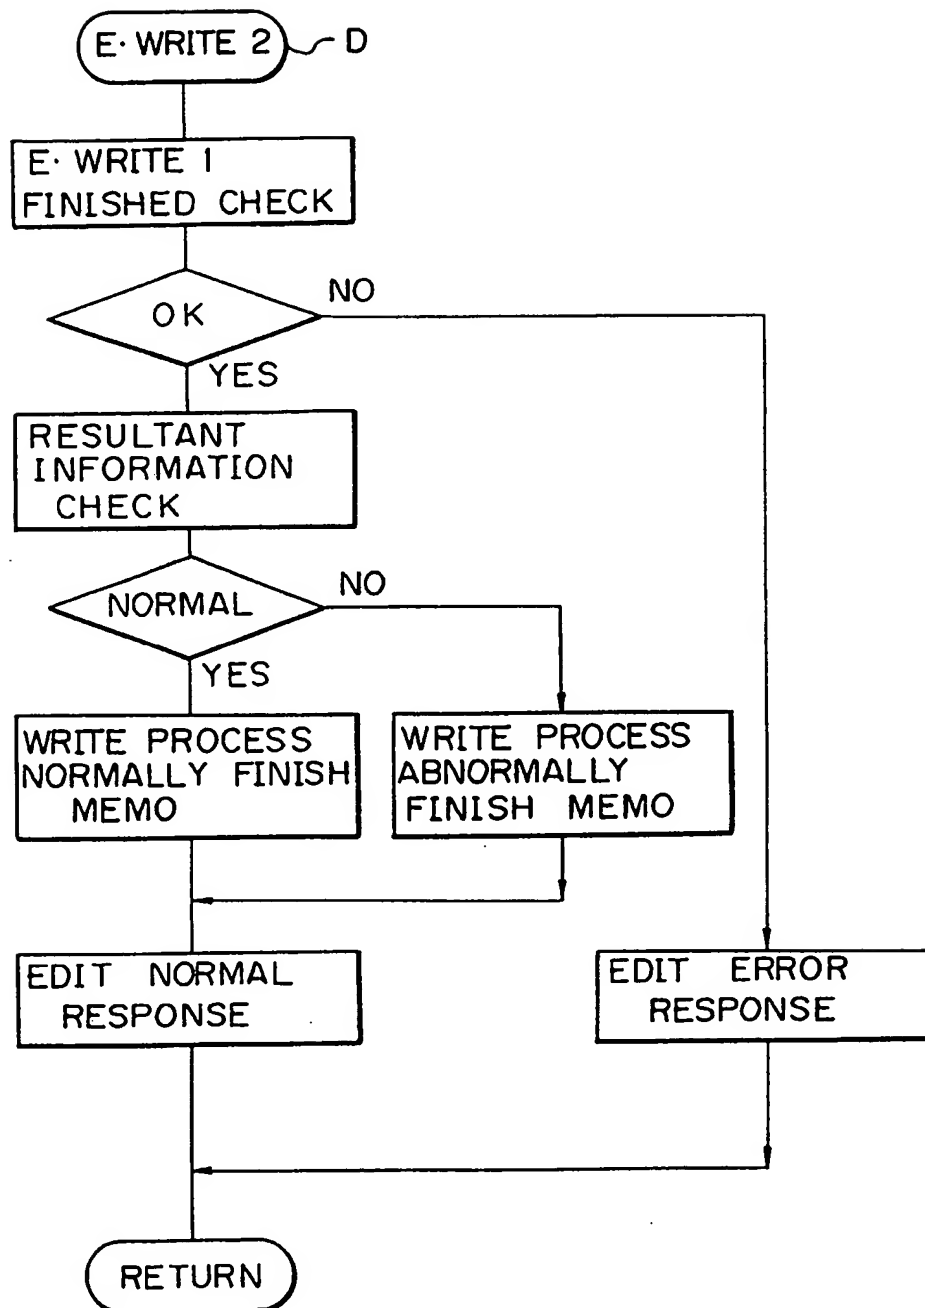 E· WRITE 2
D
E· WRITE 1
FINISHED CHECK
OK
NO
YES
RESULTANT
INFORMATION
CHECK
NORMAL
NO
YES
WRITE PROCESS
NORMALLY FINISH
MEMO
WRITE PROCESS
ABNORMALLY
FINISH MEMO
EDIT NORMAL
RESPONSE
EDIT ERROR
RESPONSE
RETURN